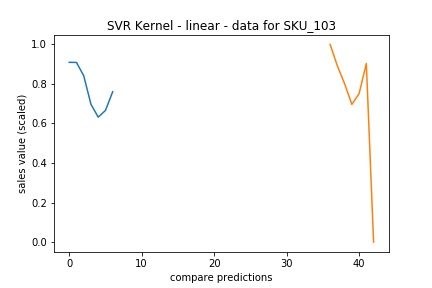 SVR Kernel - linear - data for SKU_103
sales value (scaled)
1.0
0.8
0.6
0.4
0.2
0.0
0 10 20 30 40
compare predictions